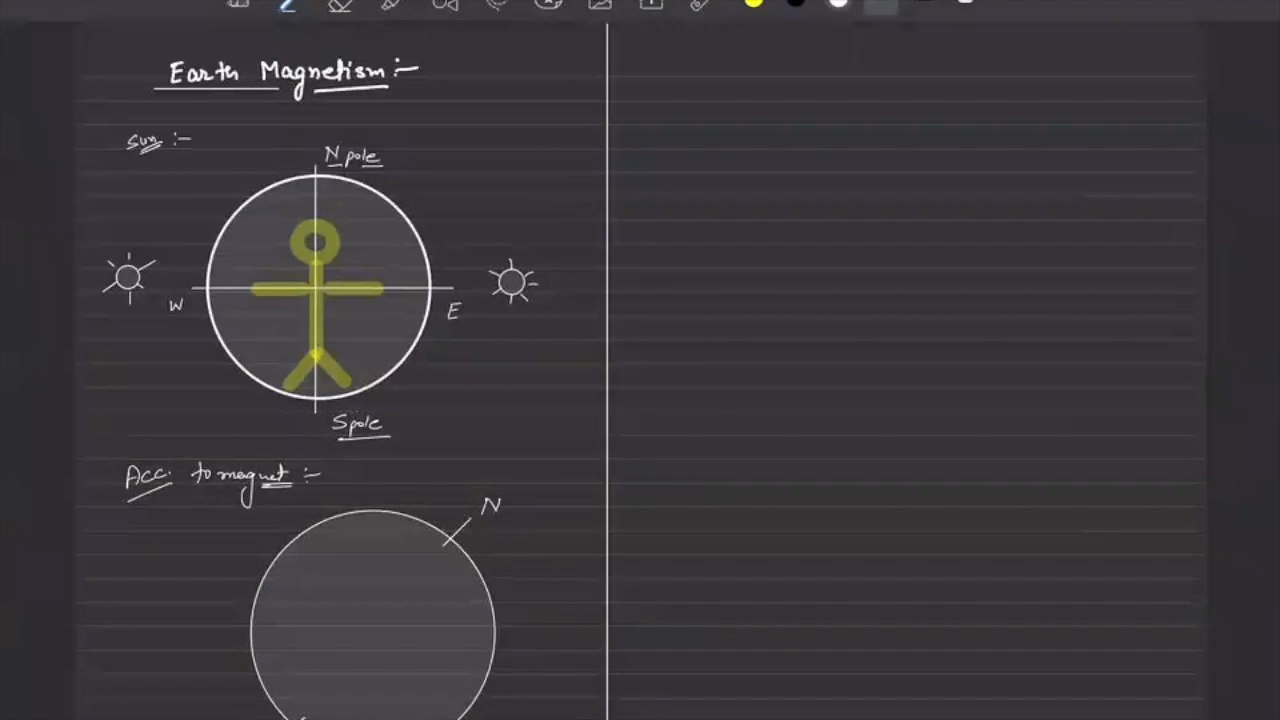 Earth Magnetism :-
Sun :-
N pole
W
E
S pole
Acc. to magnet :-
N